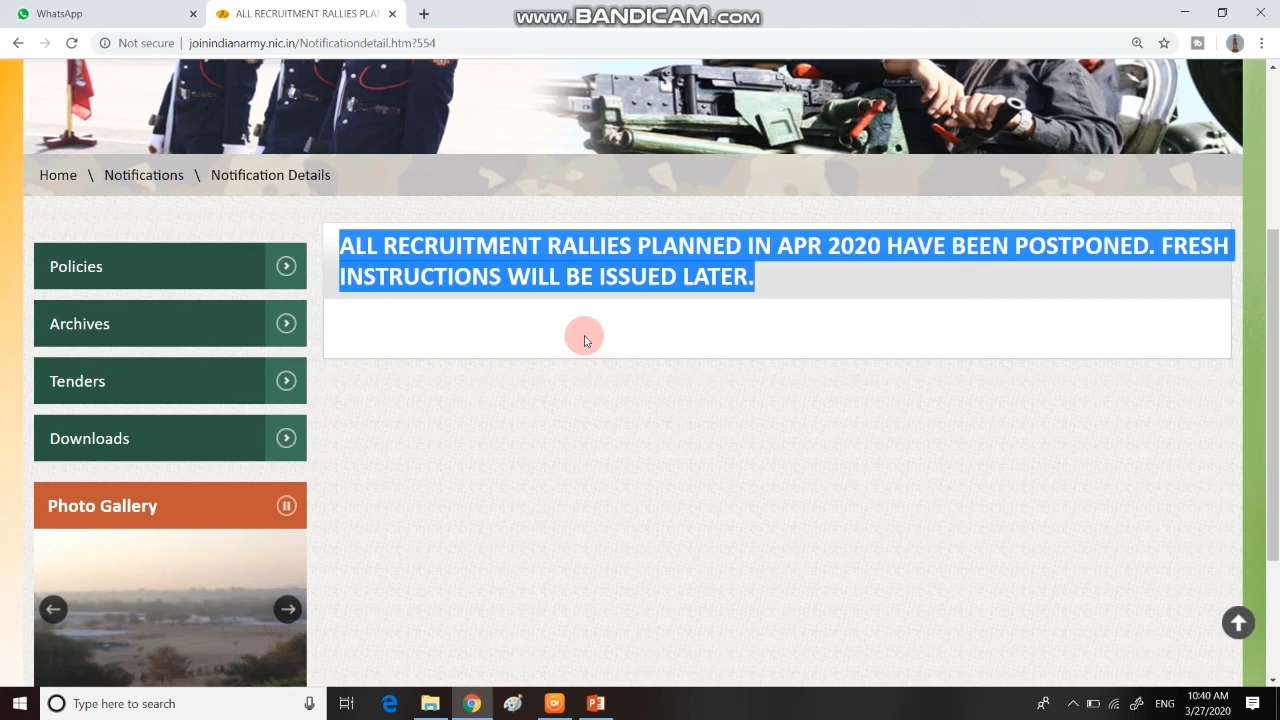 WhatsApp
ALL RECRUITMENT RALLIES PLAN
www.BANDICAM.com
Not secure
joinindianarmy.nic.in/Notificationdetail.htm?554
Home \ Notifications \ Notification Details
ALL RECRUITMENT RALLIES PLANNED IN APR 2020 HAVE BEEN POSTPONED. FRESH
INSTRUCTIONS WILL BE ISSUED LATER.
Policies
Archives
Tenders
Downloads
Photo Gallery
Type here to search
ENG
10:40 AM
3/27/2020